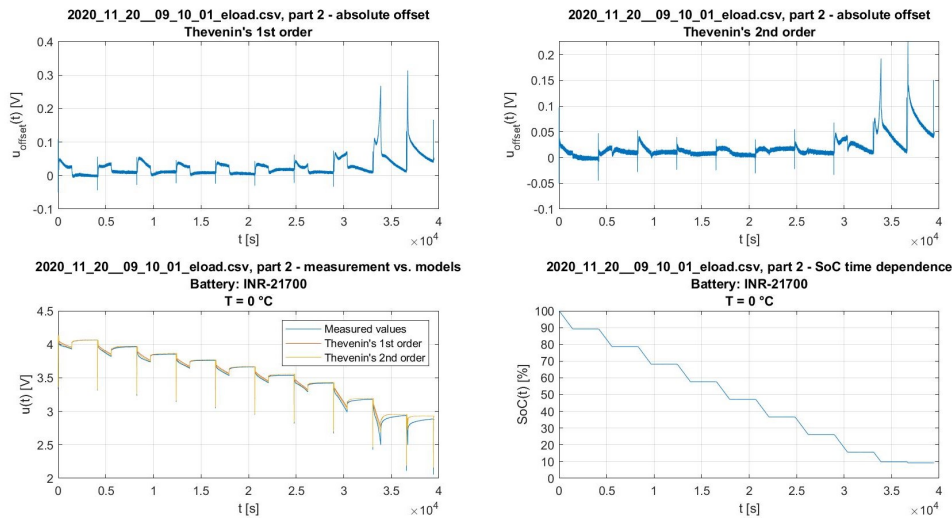 2020_11_20__09_10_01_eload.csv, part 2 - absolute offset
Thevenin's 1st order
0.4
0.3
0.2
0.1
0
-0.1
u_offset(t) [V]
0 0.5 1 1.5 2 2.5 3 3.5 4
t [s]
×10^4
2020_11_20__09_10_01_eload.csv, part 2 - absolute offset
Thevenin's 2nd order
0.2
0.15
0.1
0.05
0
-0.05
-0.1
u_offset(t) [V]
0 0.5 1 1.5 2 2.5 3 3.5 4
t [s]
×10^4
2020_11_20__09_10_01_eload.csv, part 2 - measurement vs. models
Battery: INR-21700
T = 0 °C
4.5
4
3.5
3
2.5
2
u(t) [V]
Measured values
Thevenin's 1st order
Thevenin's 2nd order
0 0.5 1 1.5 2 2.5 3 3.5 4
t [s]
×10^4
2020_11_20__09_10_01_eload.csv, part 2 - SoC time dependence
Battery: INR-21700
T = 0 °C
100
90
80
70
60
50
40
30
20
10
0
SoC(t) [%]
0 0.5 1 1.5 2 2.5 3 3.5 4
t [s]
×10^4